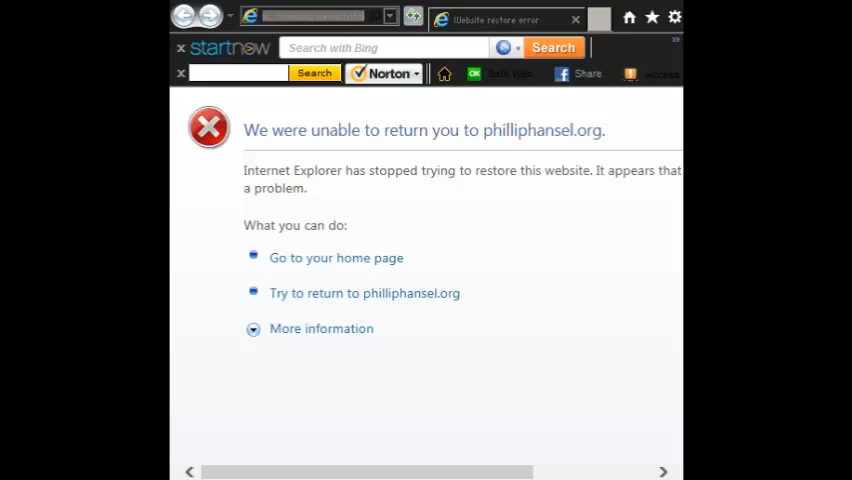 Website restore error
startnow
Search with Bing
Search
Search
Norton
OK
Share
We were unable to return you to philliphansel.org.
Internet Explorer has stopped trying to restore this website. It appears that
a problem.
What you can do:
Go to your home page
Try to return to philliphansel.org
More information